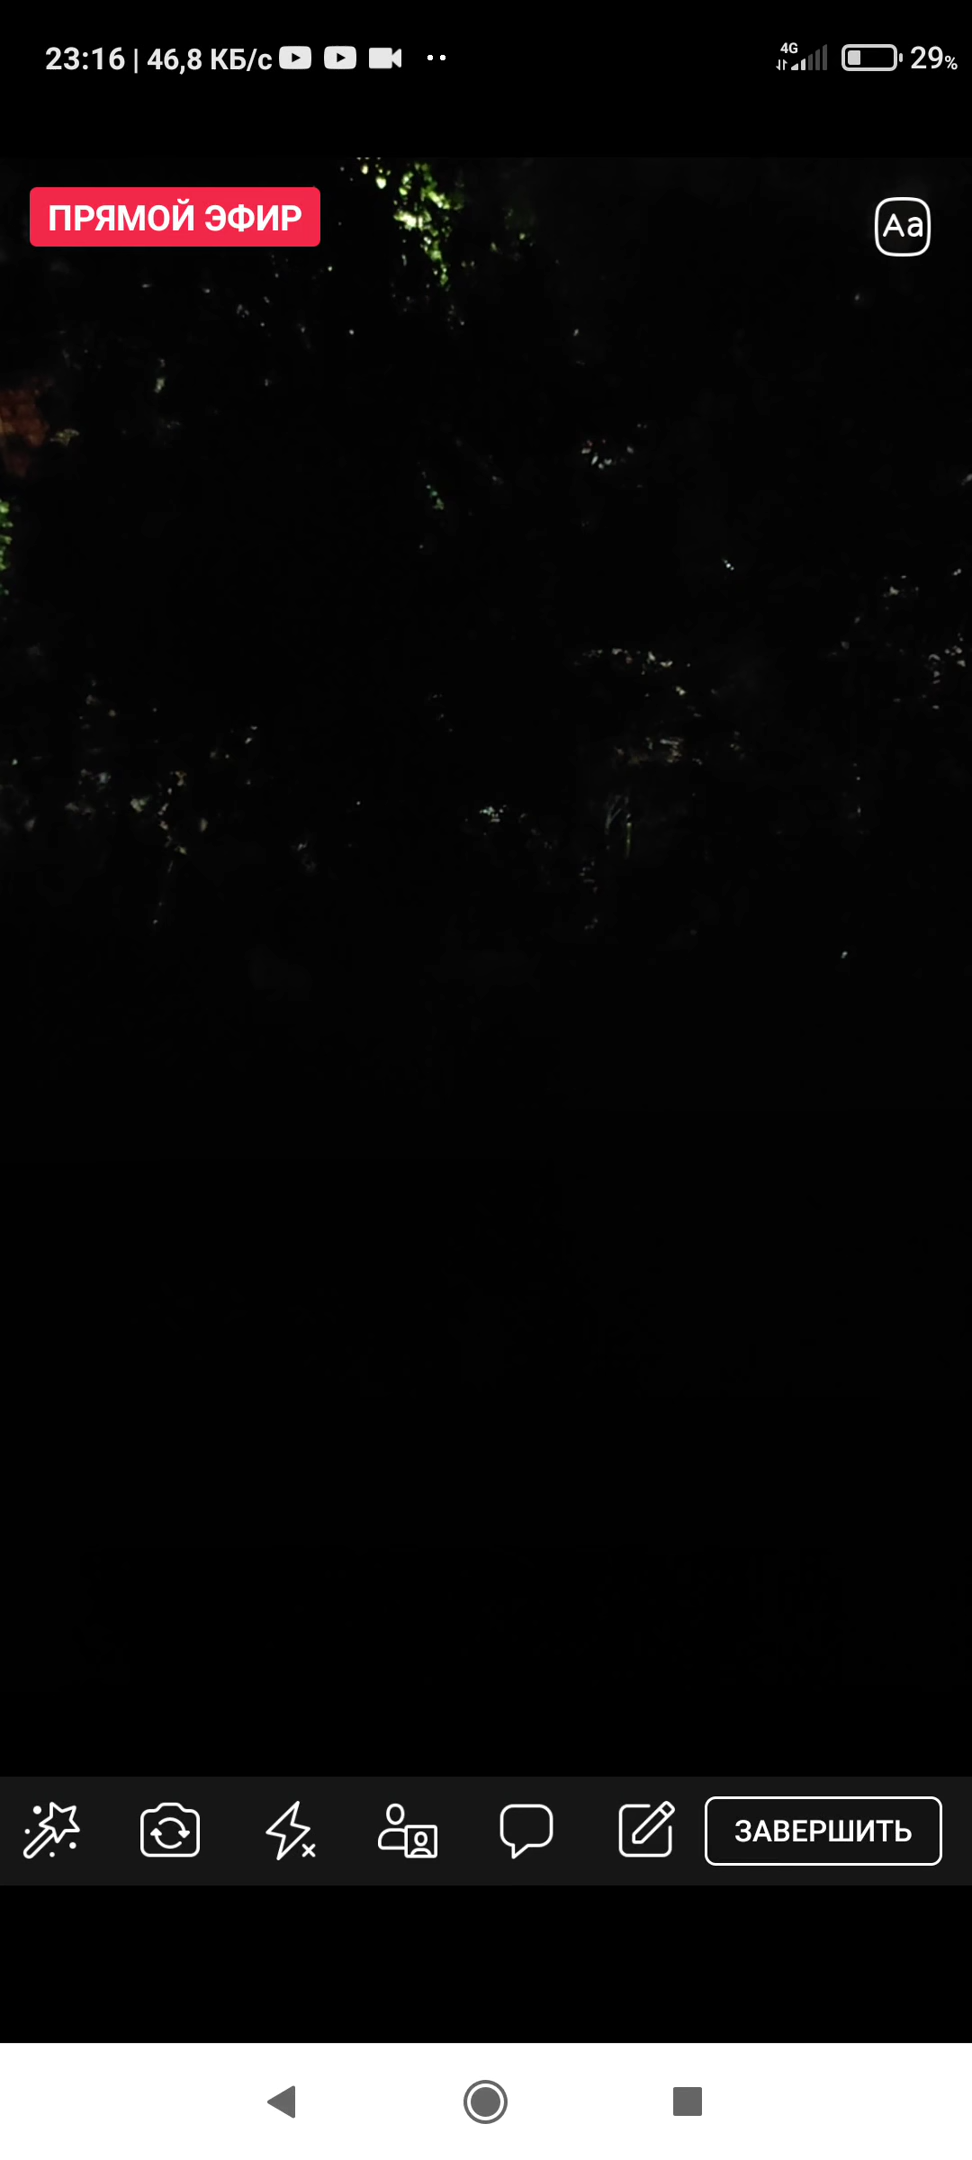 23:16 | 46,8 КБ/с
4G
29%
ПРЯМОЙ ЭФИР
Aa
ЗАВЕРШИТЬ